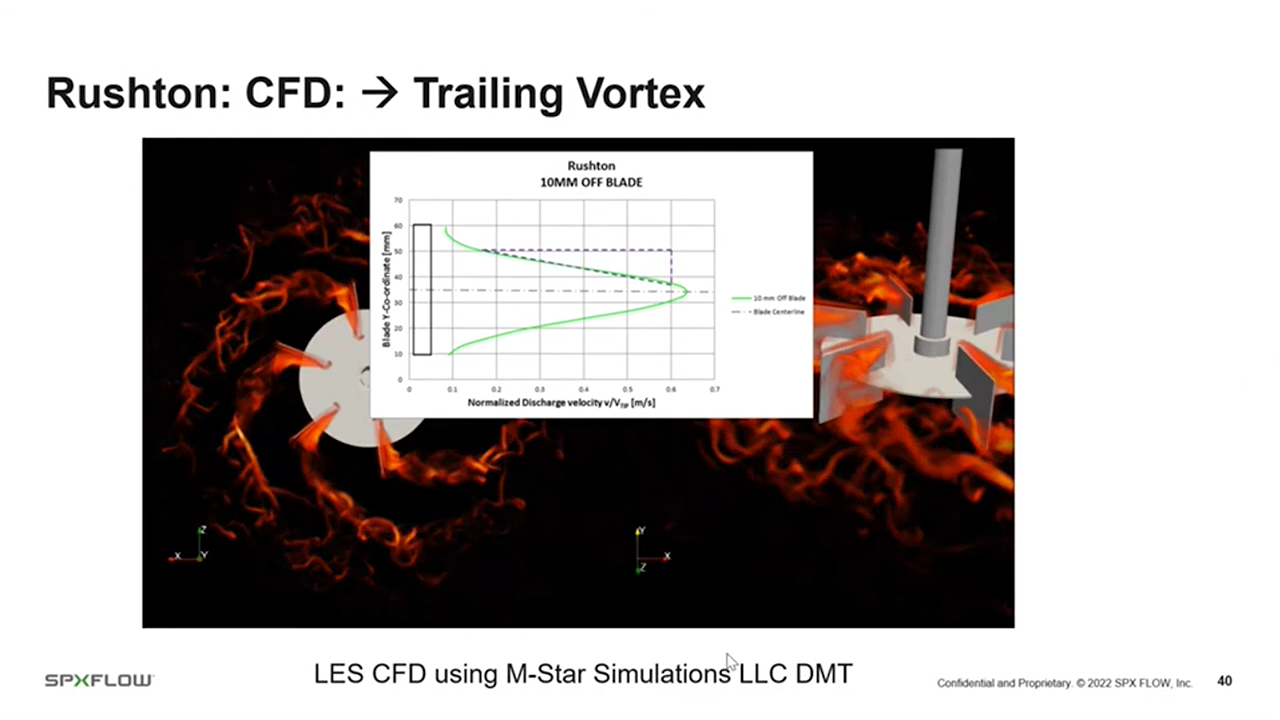 Rushton: CFD: → Trailing Vortex
Rushton
10MM OFF BLADE
Blade Y-Co-ordinate [mm]
70
60
50
40
30
20
10
0
0 0.1 0.2 0.3 0.4 0.5 0.6 0.7
Normalized Discharge velocity v/VTIP [m/s]
10 mm Off Blade
Blade Centerline
Z
X Y
Y
X
Z
LES CFD using M-Star Simulations LLC DMT
SPXFLOW
Confidential and Proprietary. © 2022 SPX FLOW, Inc. 40